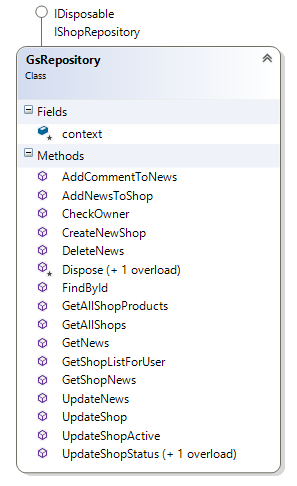 IDisposable
IShopRepository
GsRepository
Class
Fields
context
Methods
AddCommentToNews
AddNewsToShop
CheckOwner
CreateNewShop
DeleteNews
Dispose (+ 1 overload)
FindById
GetAllShopProducts
GetAllShops
GetNews
GetShopListForUser
GetShopNews
UpdateNews
UpdateShop
UpdateShopActive
UpdateShopStatus (+ 1 overload)